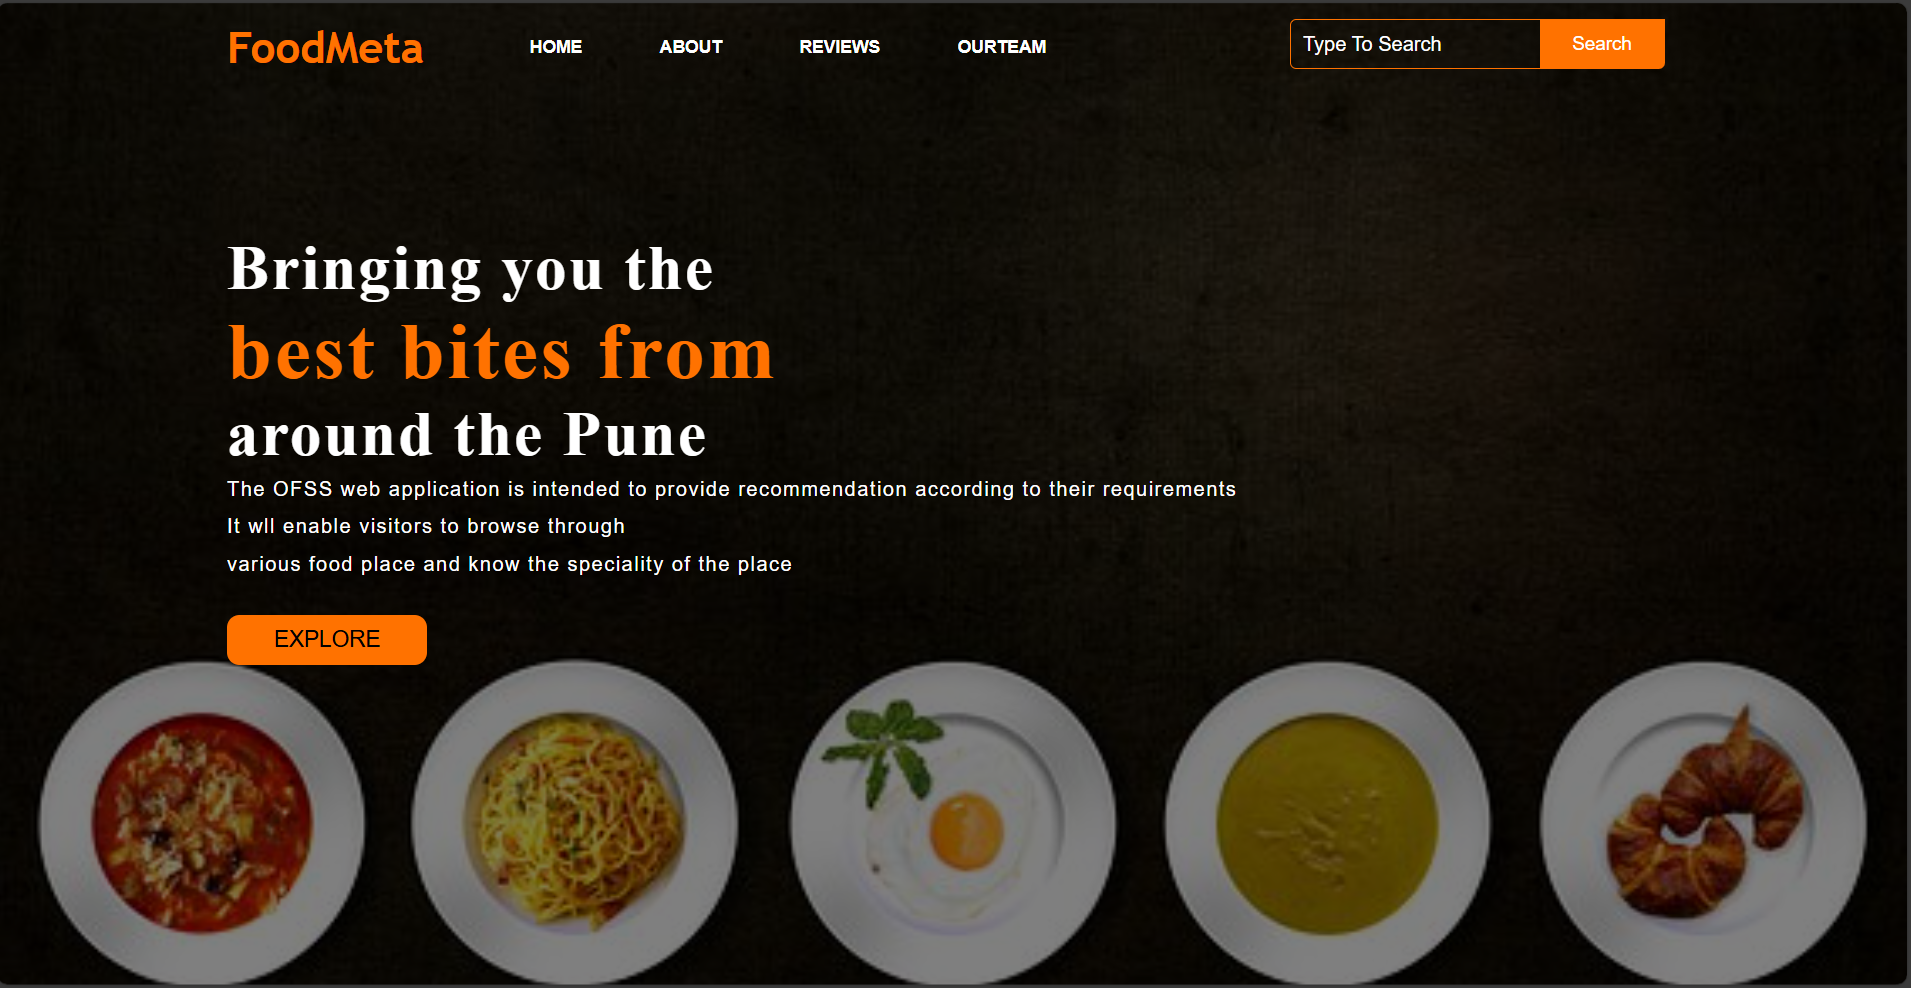 FoodMeta
HOME ABOUT REVIEWS OURTEAM
Type To Search Search
Bringing you the
best bites from
around the Pune
The OFSS web application is intended to provide recommendation according to their requirements
It wll enable visitors to browse through
various food place and know the speciality of the place
EXPLORE